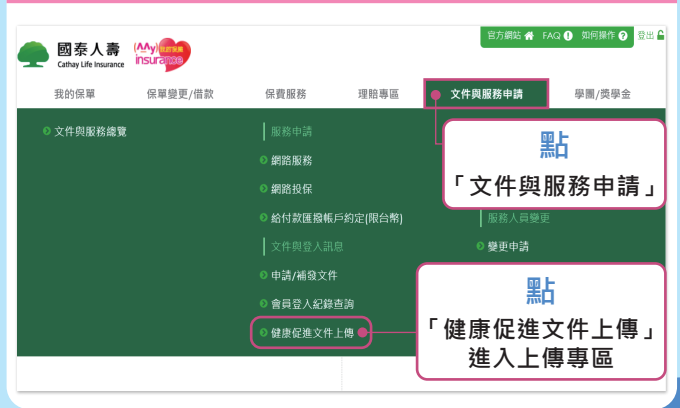 官方網站 FAQ 如何操作 登出
國泰人壽
Cathay Life Insurance
(My)我的保單
insurance
我的保單 保單變更/借款 保費服務 理賠專區 文件與服務申請 學團/獎學金
文件與服務總覽
服務申請
網路服務
網路投保
給付款匯撥帳戶約定(限台幣)
文件與登入訊息
申請/補發文件
會員登入紀錄查詢
健康促進文件上傳
服務人員變更
變更申請
點
「文件與服務申請」
點
「健康促進文件上傳」
進入上傳專區